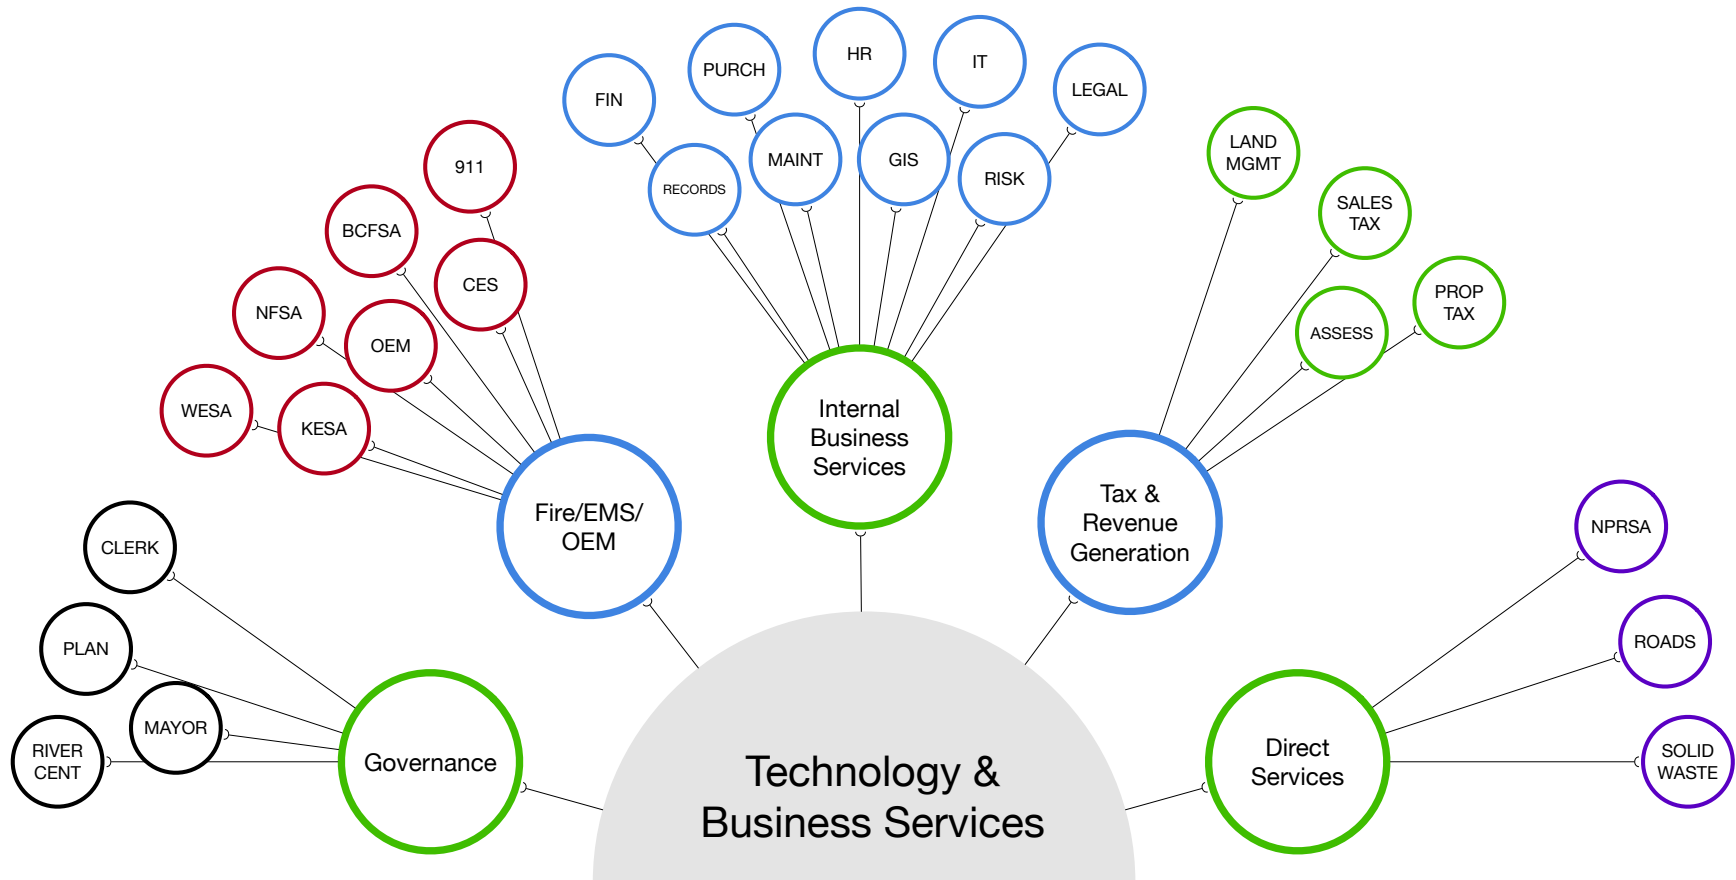 HR
IT
PURCH
LEGAL
FIN
MAINT
GIS
RISK
RECORDS
911
LAND
MGMT
BCFSA
SALES
TAX
CES
NFSA
PROP
TAX
OEM
ASSESS
WESA
KESA
Internal
Business
Services
Fire/EMS/
OEM
Tax &
Revenue
Generation
CLERK
NPRSA
PLAN
ROADS
MAYOR
RIVER
CENT
Governance
Direct
Services
SOLID
WASTE
Technology &
Business Services